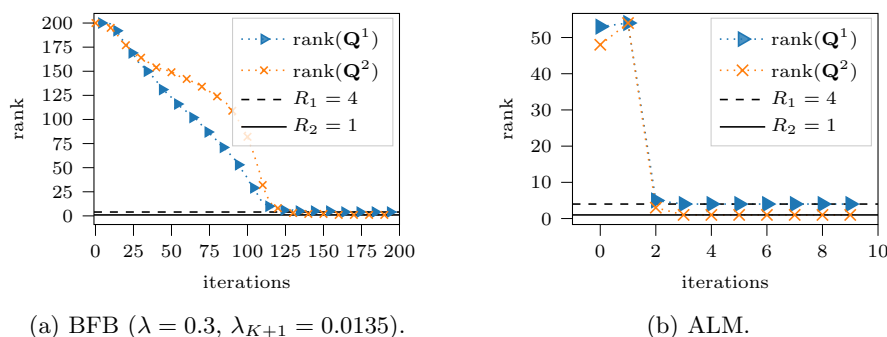 200
175
150
125
100
75
50
25
0
rank
0 25 50 75 100 125 150 175 200
iterations
rank(Q¹)
rank(Q²)
R₁ = 4
R₂ = 1
(a) BFB (λ = 0.3, λ_{K+1} = 0.0135).
50
40
30
20
10
0
rank
0 2 4 6 8 10
iterations
rank(Q¹)
rank(Q²)
R₁ = 4
R₂ = 1
(b) ALM.